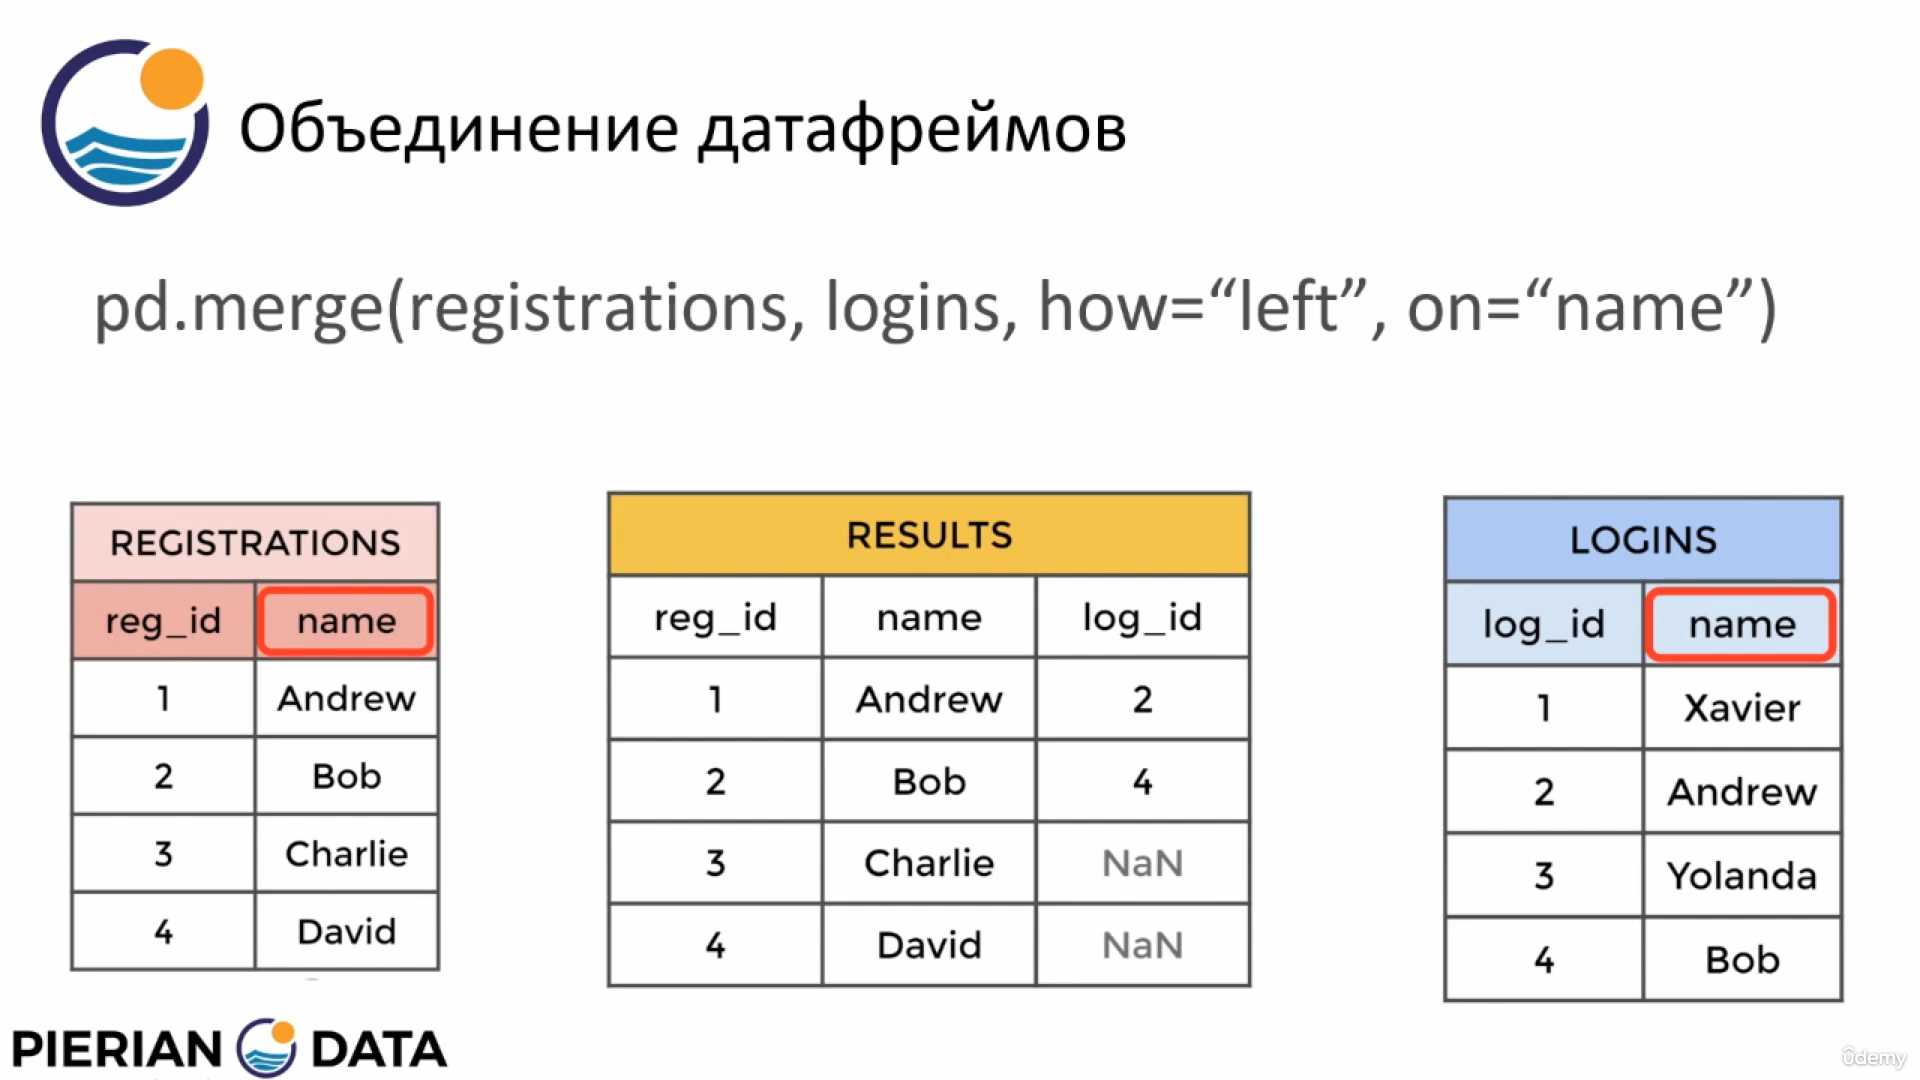 Объединение датафреймов
pd.merge(registrations, logins, how=“left”, on=“name”)
REGISTRATIONS
reg_id name
1 Andrew
2 Bob
3 Charlie
4 David
RESULTS
reg_id name log_id
1 Andrew 2
2 Bob 4
3 Charlie NaN
4 David NaN
LOGINS
log_id name
1 Xavier
2 Andrew
3 Yolanda
4 Bob
PIERIAN DATA
ûdemy